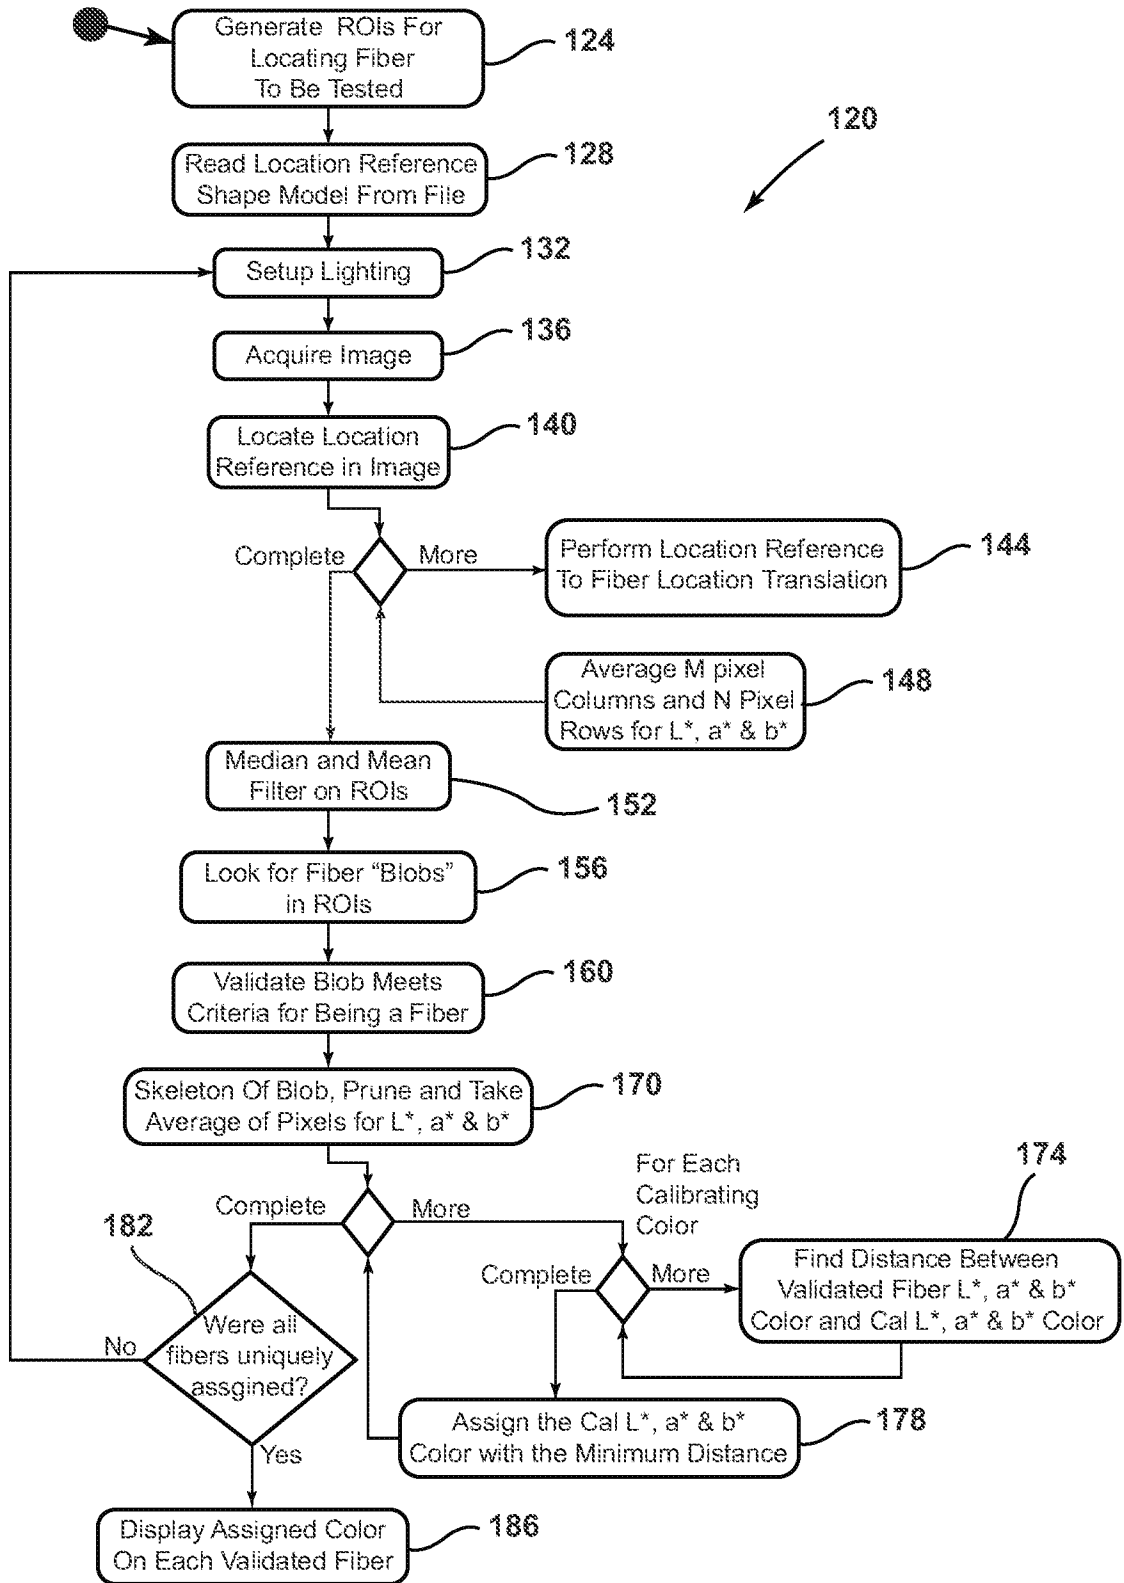 Generate ROIs For
Locating Fiber
To Be Tested
124
120
Read Location Reference
Shape Model From File
128
Setup Lighting
132
Acquire Image
136
Locate Location
Reference in Image
140
Complete
More
Perform Location Reference
To Fiber Location Translation
144
Average M pixel
Columns and N Pixel
Rows for L*, a* & b*
148
Median and Mean
Filter on ROIs
152
Look for Fiber “Blobs”
in ROIs
156
Validate Blob Meets
Criteria for Being a Fiber
160
Skeleton Of Blob, Prune and Take
Average of Pixels for L*, a* & b*
170
Complete
More
For Each
Calibrating
Color
174
182
Complete
More
Find Distance Between
Validated Fiber L*, a* & b*
Color and Cal L*, a* & b* Color
Were all
fibers uniquely
assgined?
No
Yes
Assign the Cal L*, a* & b*
Color with the Minimum Distance
178
Display Assigned Color
On Each Validated Fiber
186